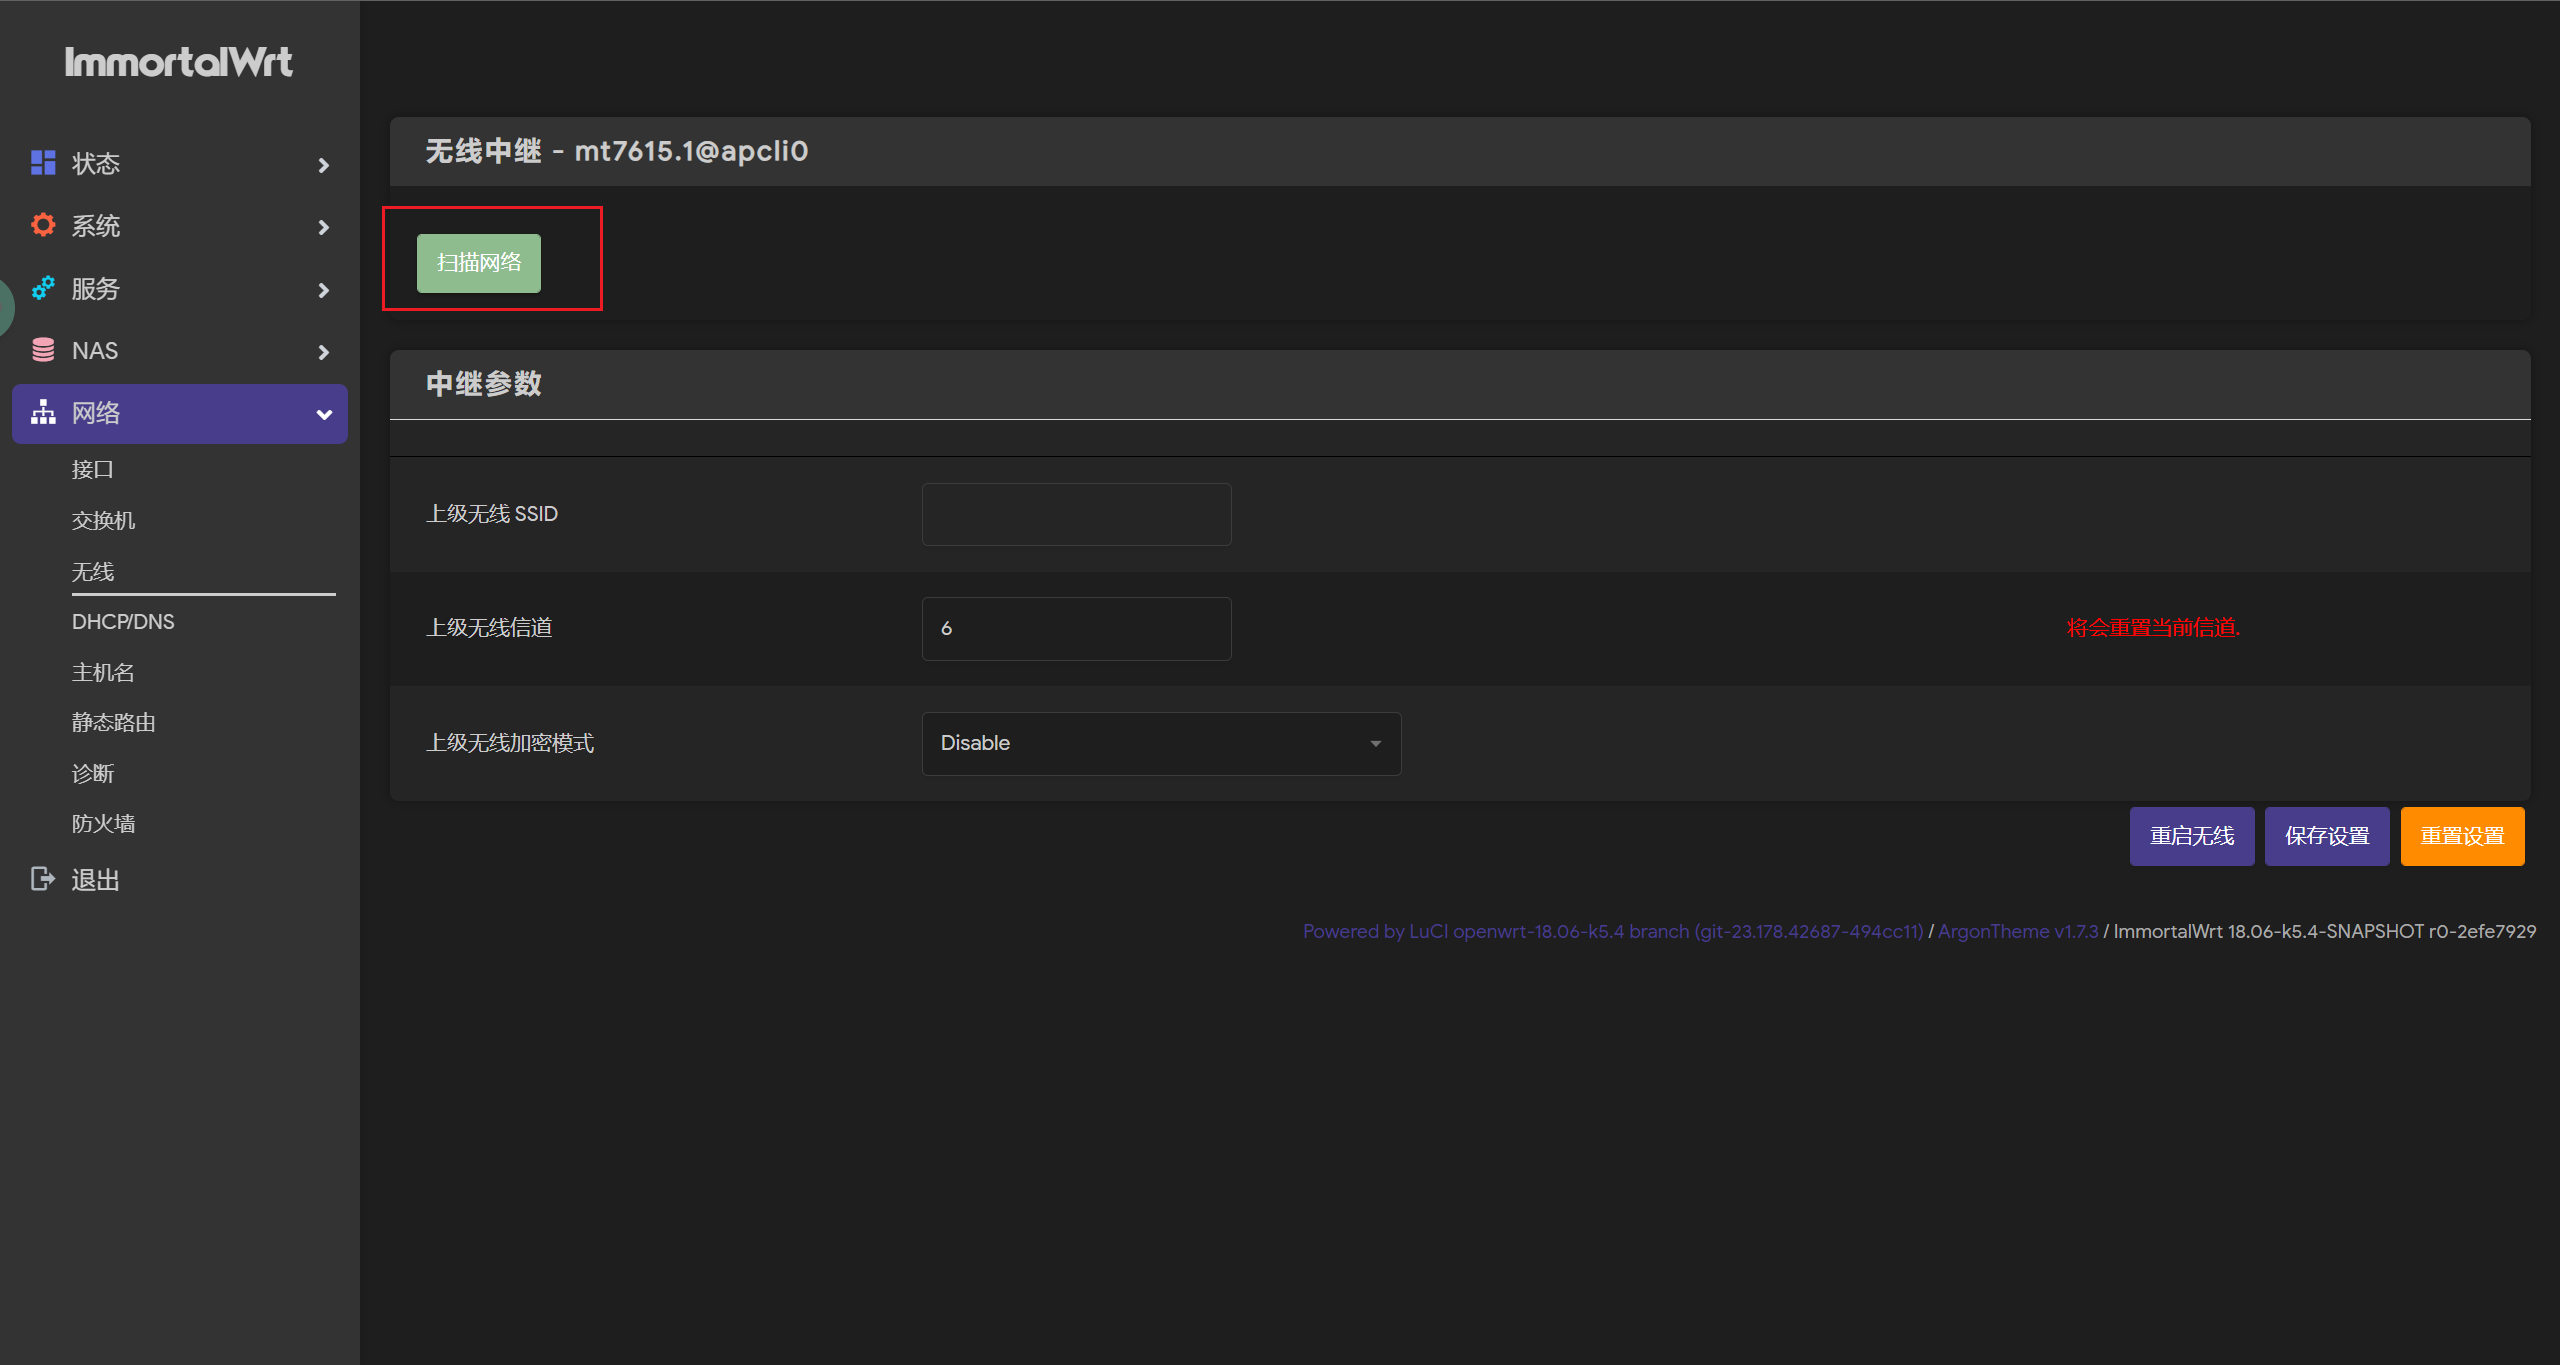 ImmortalWrt
状态
系统
服务
NAS
网络
接口
交换机
无线
DHCP/DNS
主机名
静态路由
诊断
防火墙
退出
无线中继 - mt7615.1@apcli0
扫描网络
中继参数
上级无线 SSID
上级无线信道 6 将会重置当前信道.
上级无线加密模式 Disable
重启无线 保存设置 重置设置
Powered by LuCI openwrt-18.06-k5.4 branch (git-23.178.42687-494cc11) / ArgonTheme v1.7.3 / ImmortalWrt 18.06-k5.4-SNAPSHOT r0-2efe7929